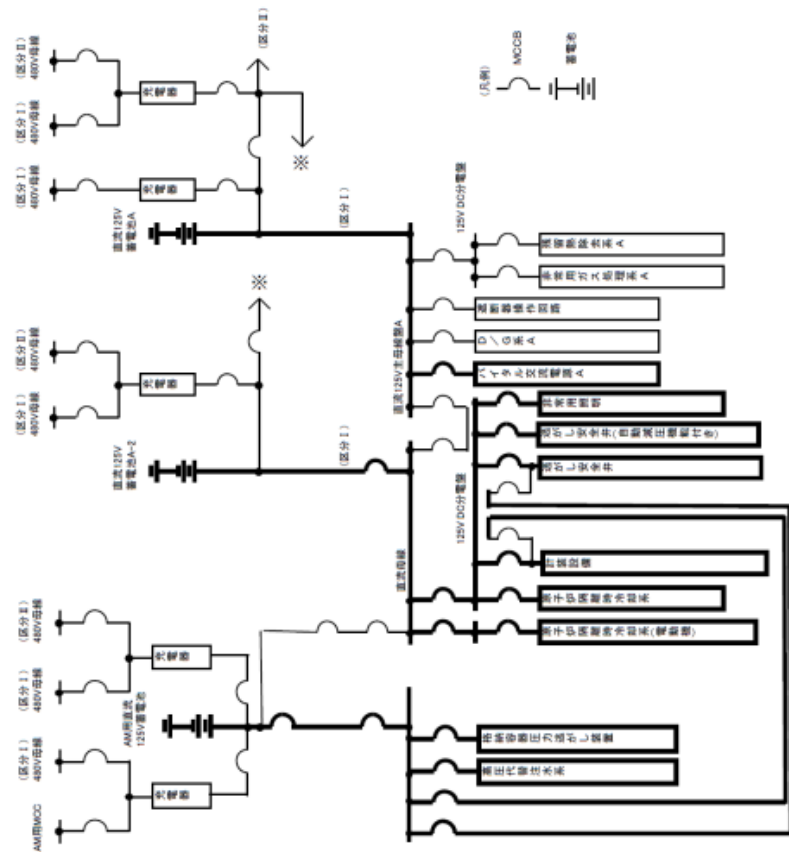 (区分Ⅱ)
480V母線
(区分Ⅰ)
480V母線
(区分Ⅰ)
480V母線
充電器
充電器
(区分Ⅱ)
※
直流125V
蓄電池A
(区分Ⅰ)
(凡例)
MCCB
蓄電池
(区分Ⅱ)
480V母線
(区分Ⅰ)
480V母線
充電器
※
直流125V
蓄電池A-2
(区分Ⅰ)
直流125V主母線盤A
125V DC分電盤
残留熱除去系A
非常用ガス処理系A
遮断器操作回路
D/G系A
バイタル交流電源A
直流母線
125V DC分電盤
非常用照明
逃がし安全弁(自動減圧機能付き)
逃がし安全弁
計装設備
原子炉隔離時冷却系
原子炉隔離時冷却系(電動機)
(区分Ⅱ)
480V母線
(区分Ⅰ)
480V母線
(区分Ⅰ)
480V母線
AM用MCC
充電器
充電器
AM用直流
125V蓄電池
格納容器圧力逃がし装置
高圧代替注水系